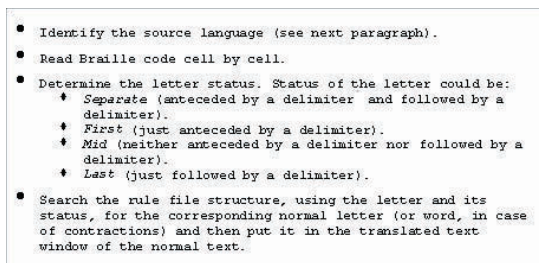 • Identify the source language (see next paragraph).
• Read Braille code cell by cell.
• Determine the letter status. Status of the letter could be:
♦ Separate (anteceded by a delimiter and followed by a
delimiter).
♦ First (just anteceded by a delimiter).
♦ Mid (neither anteceded by a delimiter nor followed by a
delimiter).
♦ Last (just followed by a delimiter).
• Search the rule file structure, using the letter and its
status, for the corresponding normal letter (or word, in case
of contractions) and then put it in the translated text
window of the normal text.